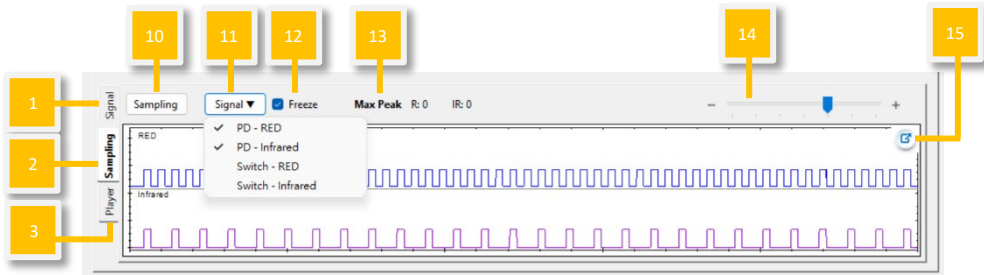 10 11 12 13 14 15
1 2 3
Signal
Sampling
Player
Sampling Signal ▼ Freeze Max Peak R: 0 IR: 0 − +
PD - RED
PD - Infrared
Switch - RED
Switch - Infrared
RED
Infrared